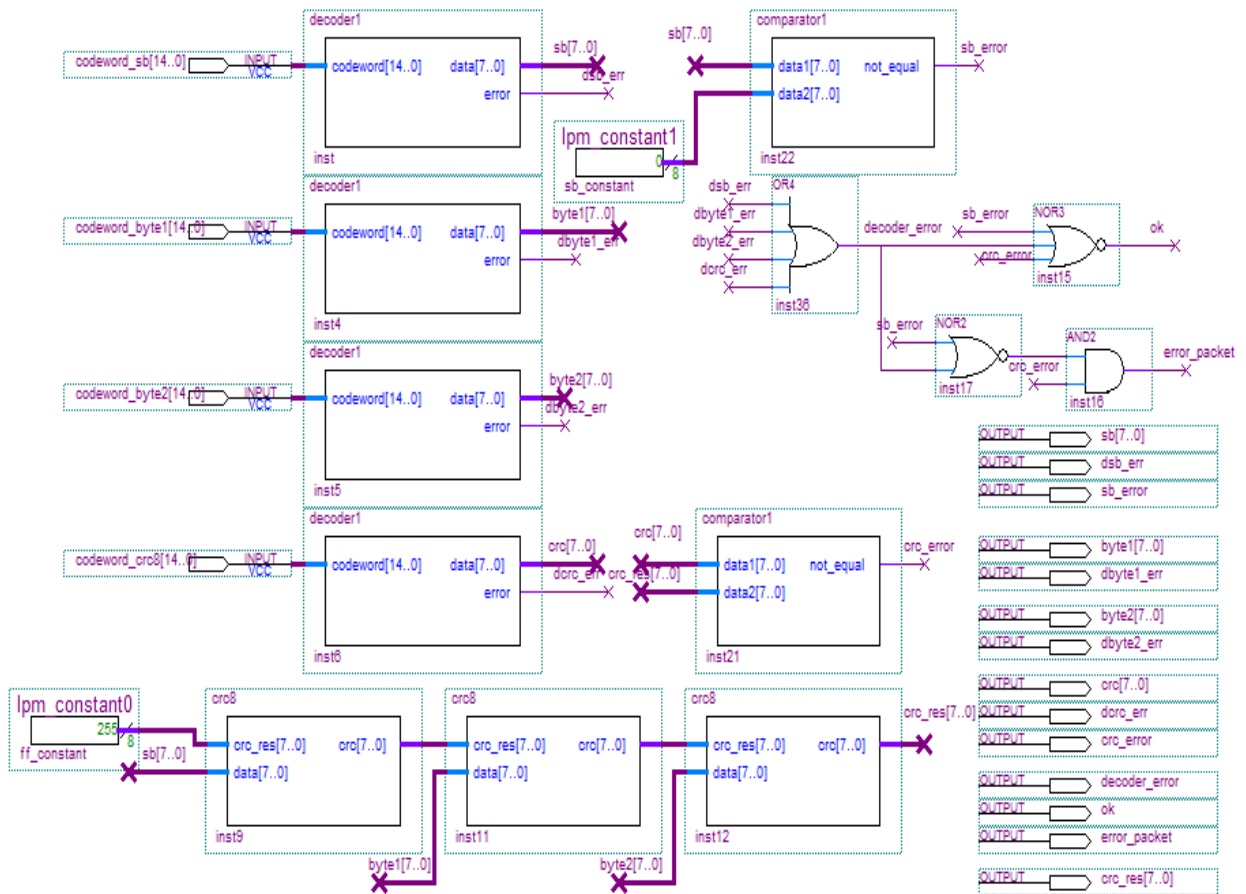 decoder1
codeword_sb[14..0] INPUT VCC
codeword[14..0] data[7..0]
error
sb[7..0]
dsb_err
inst
comparator1
sb[7..0]
data1[7..0] not_equal
data2[7..0]
sb_error
inst22
lpm_constant1
0
8
sb_constant
decoder1
codeword_byte1[14..0] INPUT VCC
codeword[14..0] data[7..0]
error
byte1[7..0]
dbyte1_err
inst4
OR4
dsb_err
dbyte1_err
dbyte2_err
dcrc_err
inst36
decoder_error
NOR3
sb_error
crc_error
inst15
ok
NOR2
sb_error
inst17
AND2
crc_error
inst16
error_packet
decoder1
codeword_byte2[14..0] INPUT VCC
codeword[14..0] data[7..0]
error
byte2[7..0]
dbyte2_err
inst5
decoder1
codeword_crc8[14..0] INPUT VCC
codeword[14..0] data[7..0]
error
crc[7..0]
dcrc_err
inst6
comparator1
crc[7..0]
crc_res[7..0]
data1[7..0] not_equal
data2[7..0]
crc_error
inst21
OUTPUT sb[7..0]
OUTPUT dsb_err
OUTPUT sb_error
OUTPUT byte1[7..0]
OUTPUT dbyte1_err
OUTPUT byte2[7..0]
OUTPUT dbyte2_err
OUTPUT crc[7..0]
OUTPUT dcrc_err
OUTPUT crc_error
OUTPUT decoder_error
OUTPUT ok
OUTPUT error_packet
OUTPUT crc_res[7..0]
lpm_constant0
255
8
ff_constant
sb[7..0]
crc8
crc_res[7..0] crc[7..0]
data[7..0]
inst9
byte1[7..0]
crc8
crc_res[7..0] crc[7..0]
data[7..0]
inst11
byte2[7..0]
crc8
crc_res[7..0] crc[7..0]
data[7..0]
inst12
crc_res[7..0]